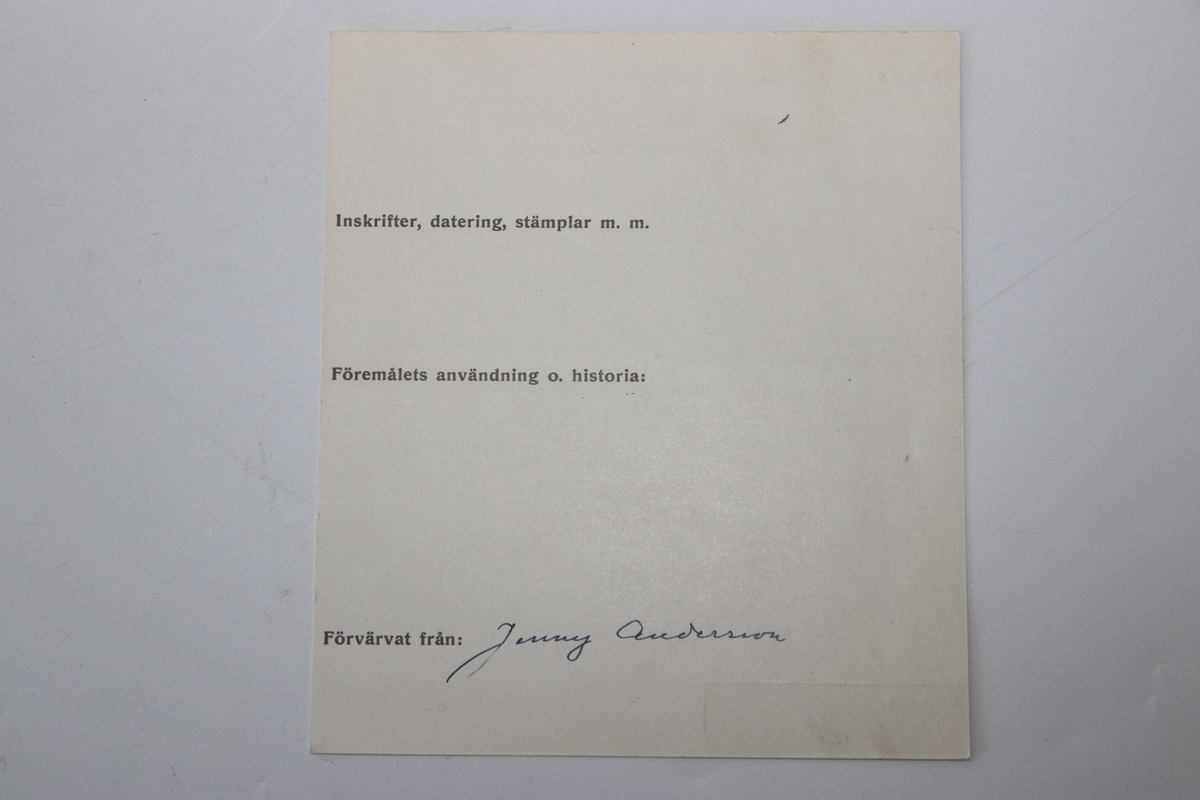 Inskrifter, datering, stämplar m. m.
Föremålets användning o. historia:
Förvärvat från: Jenny Andersson